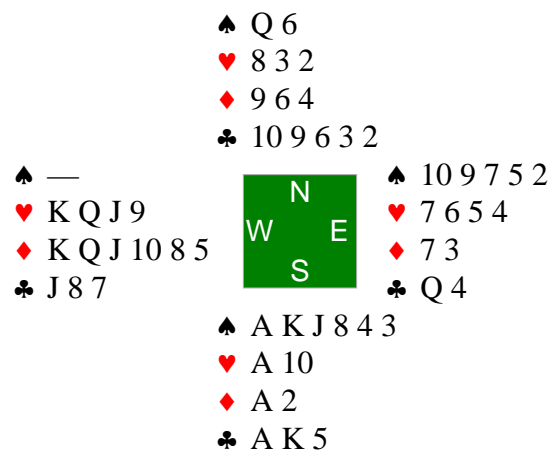 ♠ Q 6
♥ 8 3 2
♦ 9 6 4
♣ 10 9 6 3 2
♠ —
♥ K Q J 9
♦ K Q J 10 8 5
♣ J 8 7
N
W E
S
♠ 10 9 7 5 2
♥ 7 6 5 4
♦ 7 3
♣ Q 4
♠ A K J 8 4 3
♥ A 10
♦ A 2
♣ A K 5